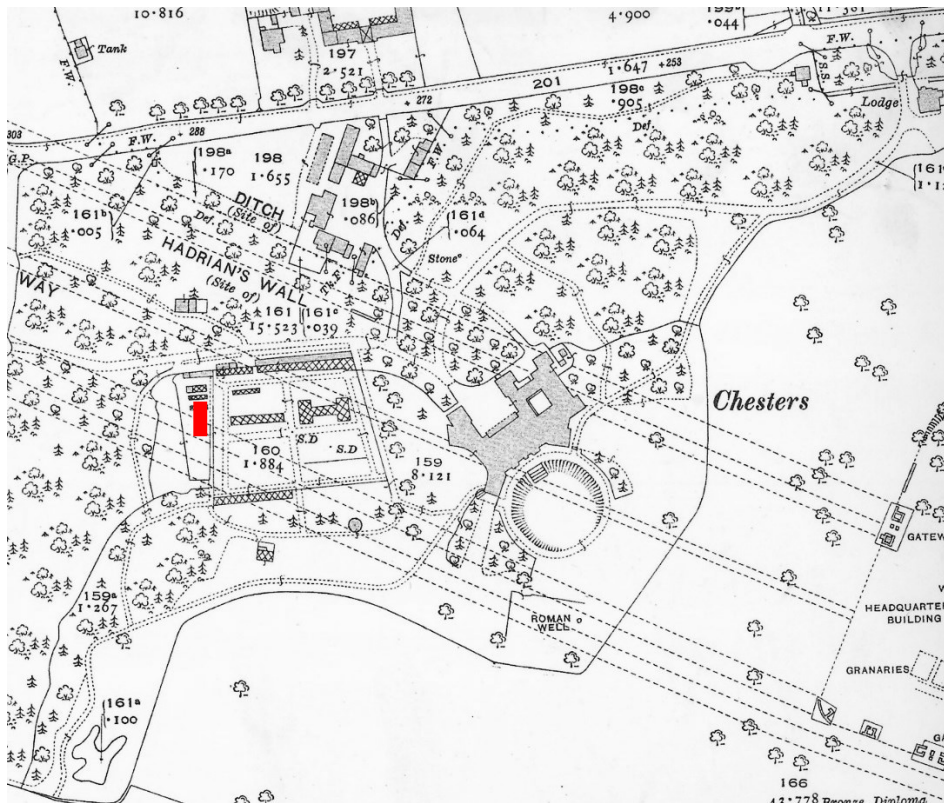 10·816
4·900
·044
Tank
F.W.
F.W.
197
2·521
1·647 +253
201
198c
·905
S.S
Lodge
303
+ 288
F.W.
+ 272
Def.
G.P.
198a
·170
198
1·655
F.W.
161b
·005
DITCH
(Site of)
Def.
198b
·086
Def
161d
·064
HADRIAN'S WALL
(Site of)
Stone
WAY
161
15·523
161c
·039
Chesters
S.D
160
1·884
S.D
159
8·121
159a
1·267
ROMAN
WELL
HEADQUARTE
BUILDING
GRANARIES
GATEW
161a
·100
166
Bronze Diploma